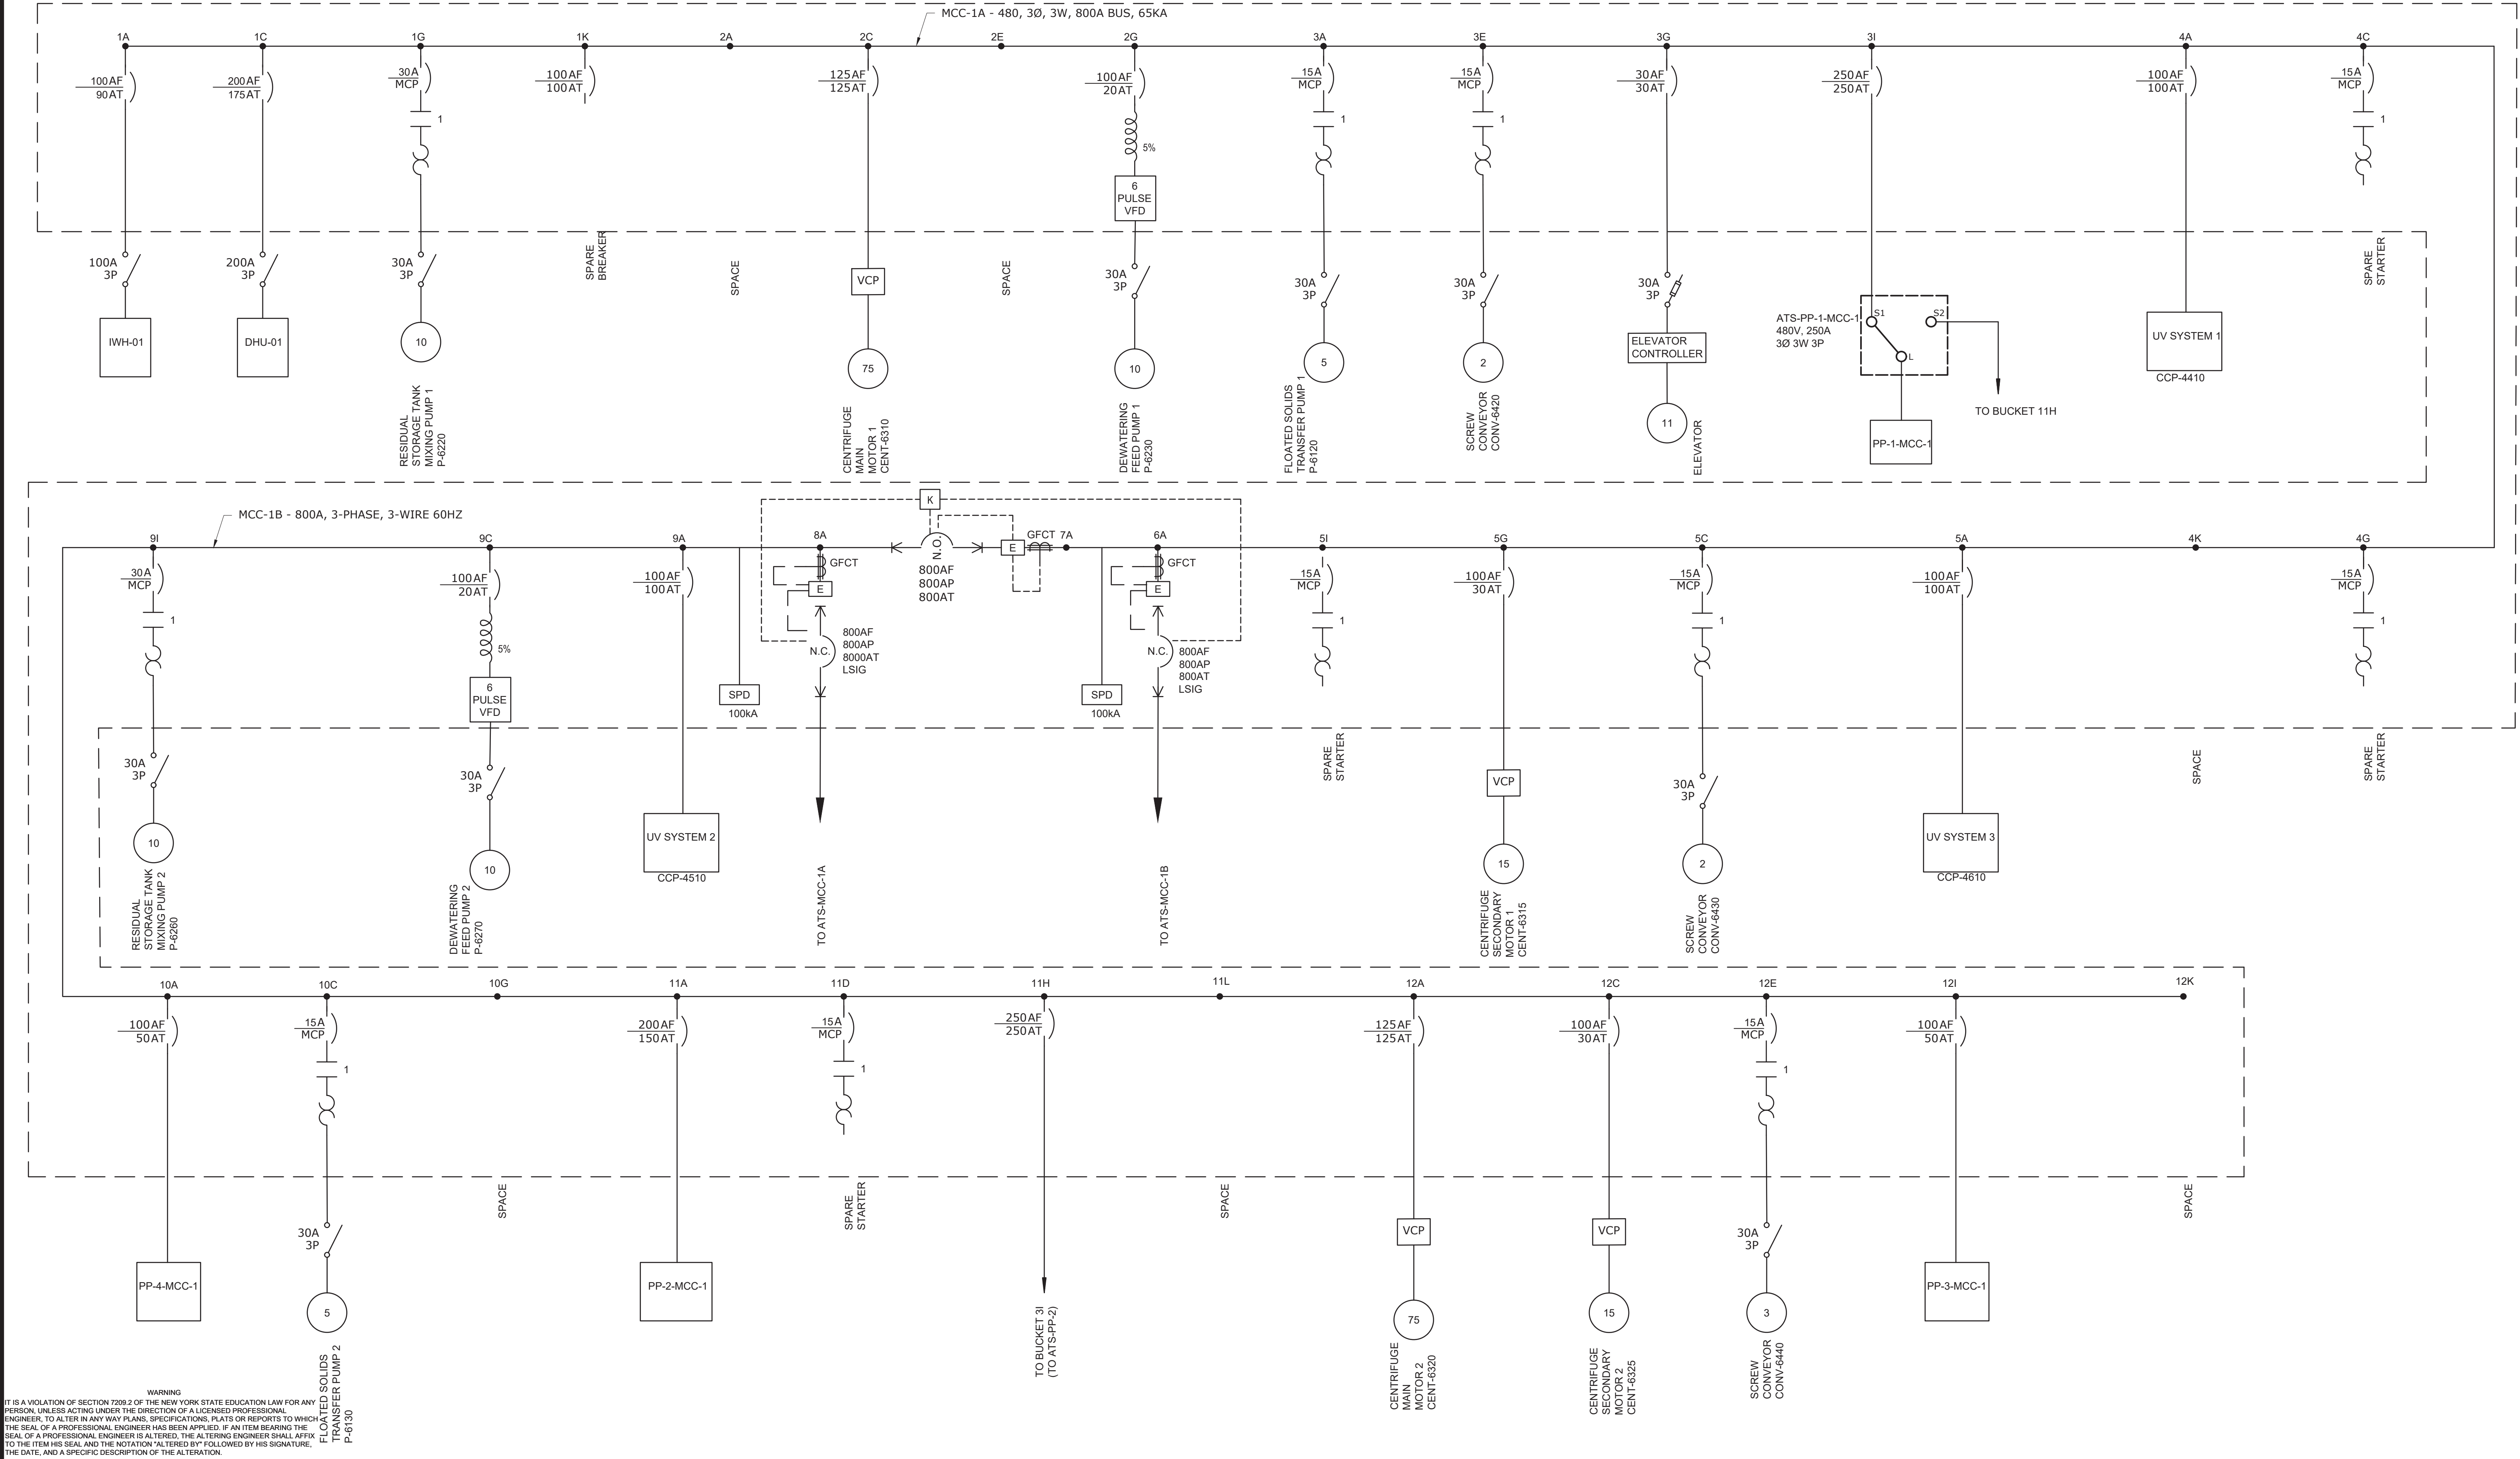 MCC-1A - 480, 3Ø, 3W, 800A BUS, 65KA
1A
1C
1G
1K
2A
2C
2E
2G
3A
3E
3G
3I
4A
4C
100AF
90AT
200AF
175AT
30A
MCP
1
100AF
100AT
125AF
125AT
100AF
20AT
5%
6
PULSE
VFD
15A
MCP
1
15A
MCP
1
30AF
30AT
250AF
250AT
100AF
100AT
15A
MCP
1
100A
3P
IWH-01
200A
3P
DHU-01
30A
3P
10
RESIDUAL
STORAGE TANK
MIXING PUMP 1
P-6220
SPARE
BREAKER
SPACE
VCP
75
CENTRIFUGE
MAIN
MOTOR 1
CENT-6310
SPACE
30A
3P
10
DEWATERING
FEED PUMP 1
P-6230
30A
3P
5
FLOATED SOLIDS
TRANSFER PUMP 1
P-6120
30A
3P
2
SCREW
CONVEYOR
CONV-6420
30A
3P
ELEVATOR
CONTROLLER
11
ELEVATOR
ATS-PP-1-MCC-1
480V, 250A
3Ø 3W 3P
S1
S2
L
PP-1-MCC-1
TO BUCKET 11H
UV SYSTEM 1
CCP-4410
SPARE
STARTER
MCC-1B - 800A, 3-PHASE, 3-WIRE 60HZ
9I
9C
9A
8A
K
N.O.
E
GFCT
7A
6A
5I
5G
5C
5A
4K
4G
30A
MCP
1
100AF
20AT
5%
6
PULSE
VFD
100AF
100AT
SPD
100kA
GFCT
E
N.C.
800AF
800AP
8000AT
LSIG
800AF
800AP
800AT
SPD
100kA
GFCT
E
N.C.
800AF
800AP
800AT
LSIG
15A
MCP
1
100AF
30AT
15A
MCP
1
100AF
100AT
15A
MCP
1
30A
3P
10
RESIDUAL
STORAGE TANK
MIXING PUMP 2
P-6260
30A
3P
10
DEWATERING
FEED PUMP 2
P-6270
UV SYSTEM 2
CCP-4510
TO ATS-MCC-1A
TO ATS-MCC-1B
SPARE
STARTER
VCP
15
CENTRIFUGE
SECONDARY
MOTOR 1
CENT-6315
30A
3P
2
SCREW
CONVEYOR
CONV-6430
UV SYSTEM 3
CCP-4610
SPACE
SPARE
STARTER
10A
10C
10G
11A
11D
11H
11L
12A
12C
12E
12I
12K
100AF
50AT
15A
MCP
1
200AF
150AT
15A
MCP
1
250AF
250AT
125AF
125AT
100AF
30AT
15A
MCP
1
100AF
50AT
PP-4-MCC-1
30A
3P
5
FLOATED SOLIDS
TRANSFER PUMP 2
P-6130
SPACE
PP-2-MCC-1
SPARE
STARTER
TO BUCKET 3I
(TO ATS-PP-2)
SPACE
VCP
75
CENTRIFUGE
MAIN
MOTOR 2
CENT-6320
VCP
15
CENTRIFUGE
SECONDARY
MOTOR 2
CENT-6325
30A
3P
3
SCREW
CONVEYOR
CONV-6440
PP-3-MCC-1
SPACE
WARNING
IT IS A VIOLATION OF SECTION 7209.2 OF THE NEW YORK STATE EDUCATION LAW FOR ANY
PERSON, UNLESS ACTING UNDER THE DIRECTION OF A LICENSED PROFESSIONAL
ENGINEER, TO ALTER IN ANY WAY PLANS, SPECIFICATIONS, PLATS OR REPORTS TO WHICH
THE SEAL OF A PROFESSIONAL ENGINEER HAS BEEN APPLIED. IF AN ITEM BEARING THE
SEAL OF A PROFESSIONAL ENGINEER IS ALTERED, THE ALTERING ENGINEER SHALL AFFIX
TO THE ITEM HIS SEAL AND THE NOTATION "ALTERED BY" FOLLOWED BY HIS SIGNATURE,
THE DATE, AND A SPECIFIC DESCRIPTION OF THE ALTERATION.